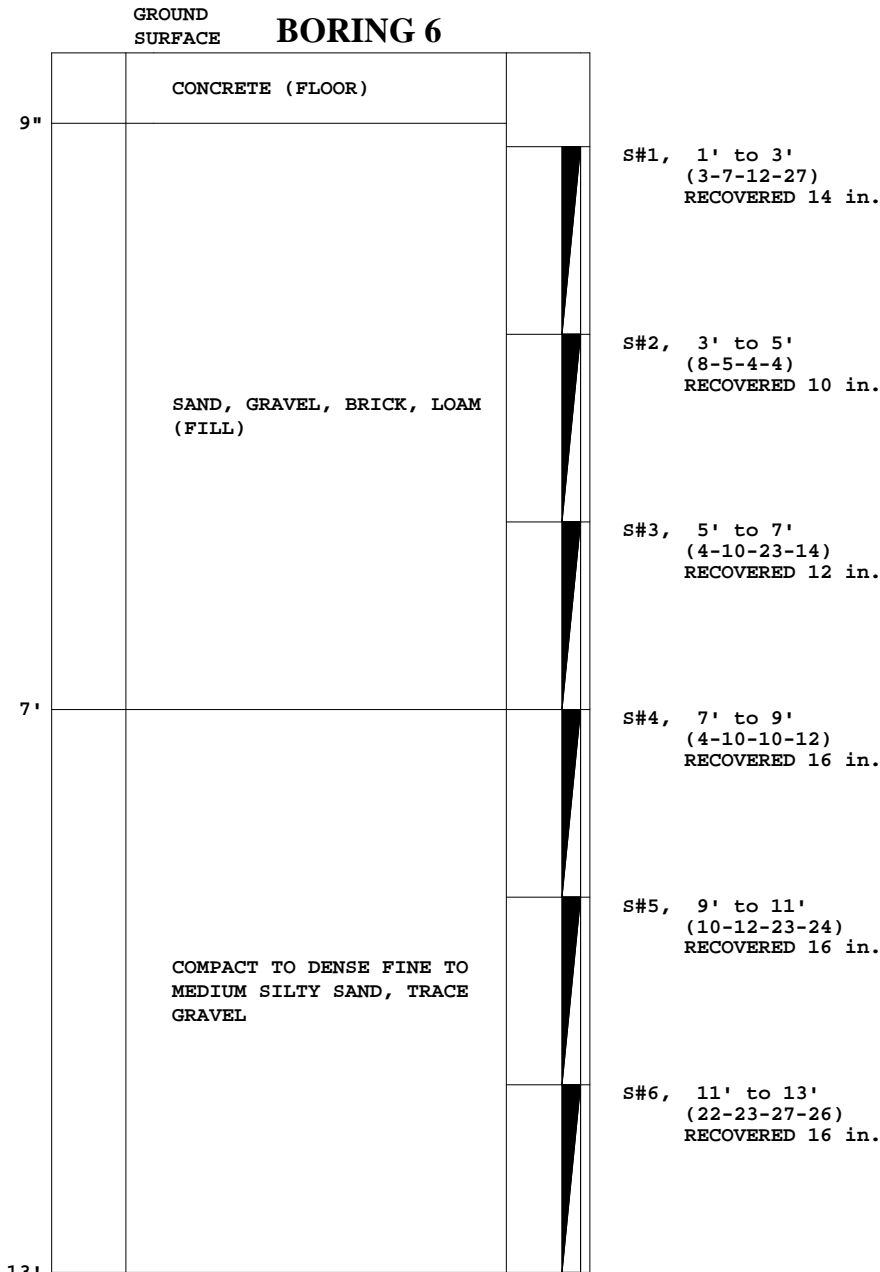 GROUND
SURFACE
BORING 6
CONCRETE (FLOOR)
9"
S#1, 1' to 3'
(3-7-12-27)
RECOVERED 14 in.
S#2, 3' to 5'
(8-5-4-4)
RECOVERED 10 in.
SAND, GRAVEL, BRICK, LOAM
(FILL)
S#3, 5' to 7'
(4-10-23-14)
RECOVERED 12 in.
7'
S#4, 7' to 9'
(4-10-10-12)
RECOVERED 16 in.
S#5, 9' to 11'
(10-12-23-24)
RECOVERED 16 in.
COMPACT TO DENSE FINE TO
MEDIUM SILTY SAND, TRACE
GRAVEL
S#6, 11' to 13'
(22-23-27-26)
RECOVERED 16 in.
13'